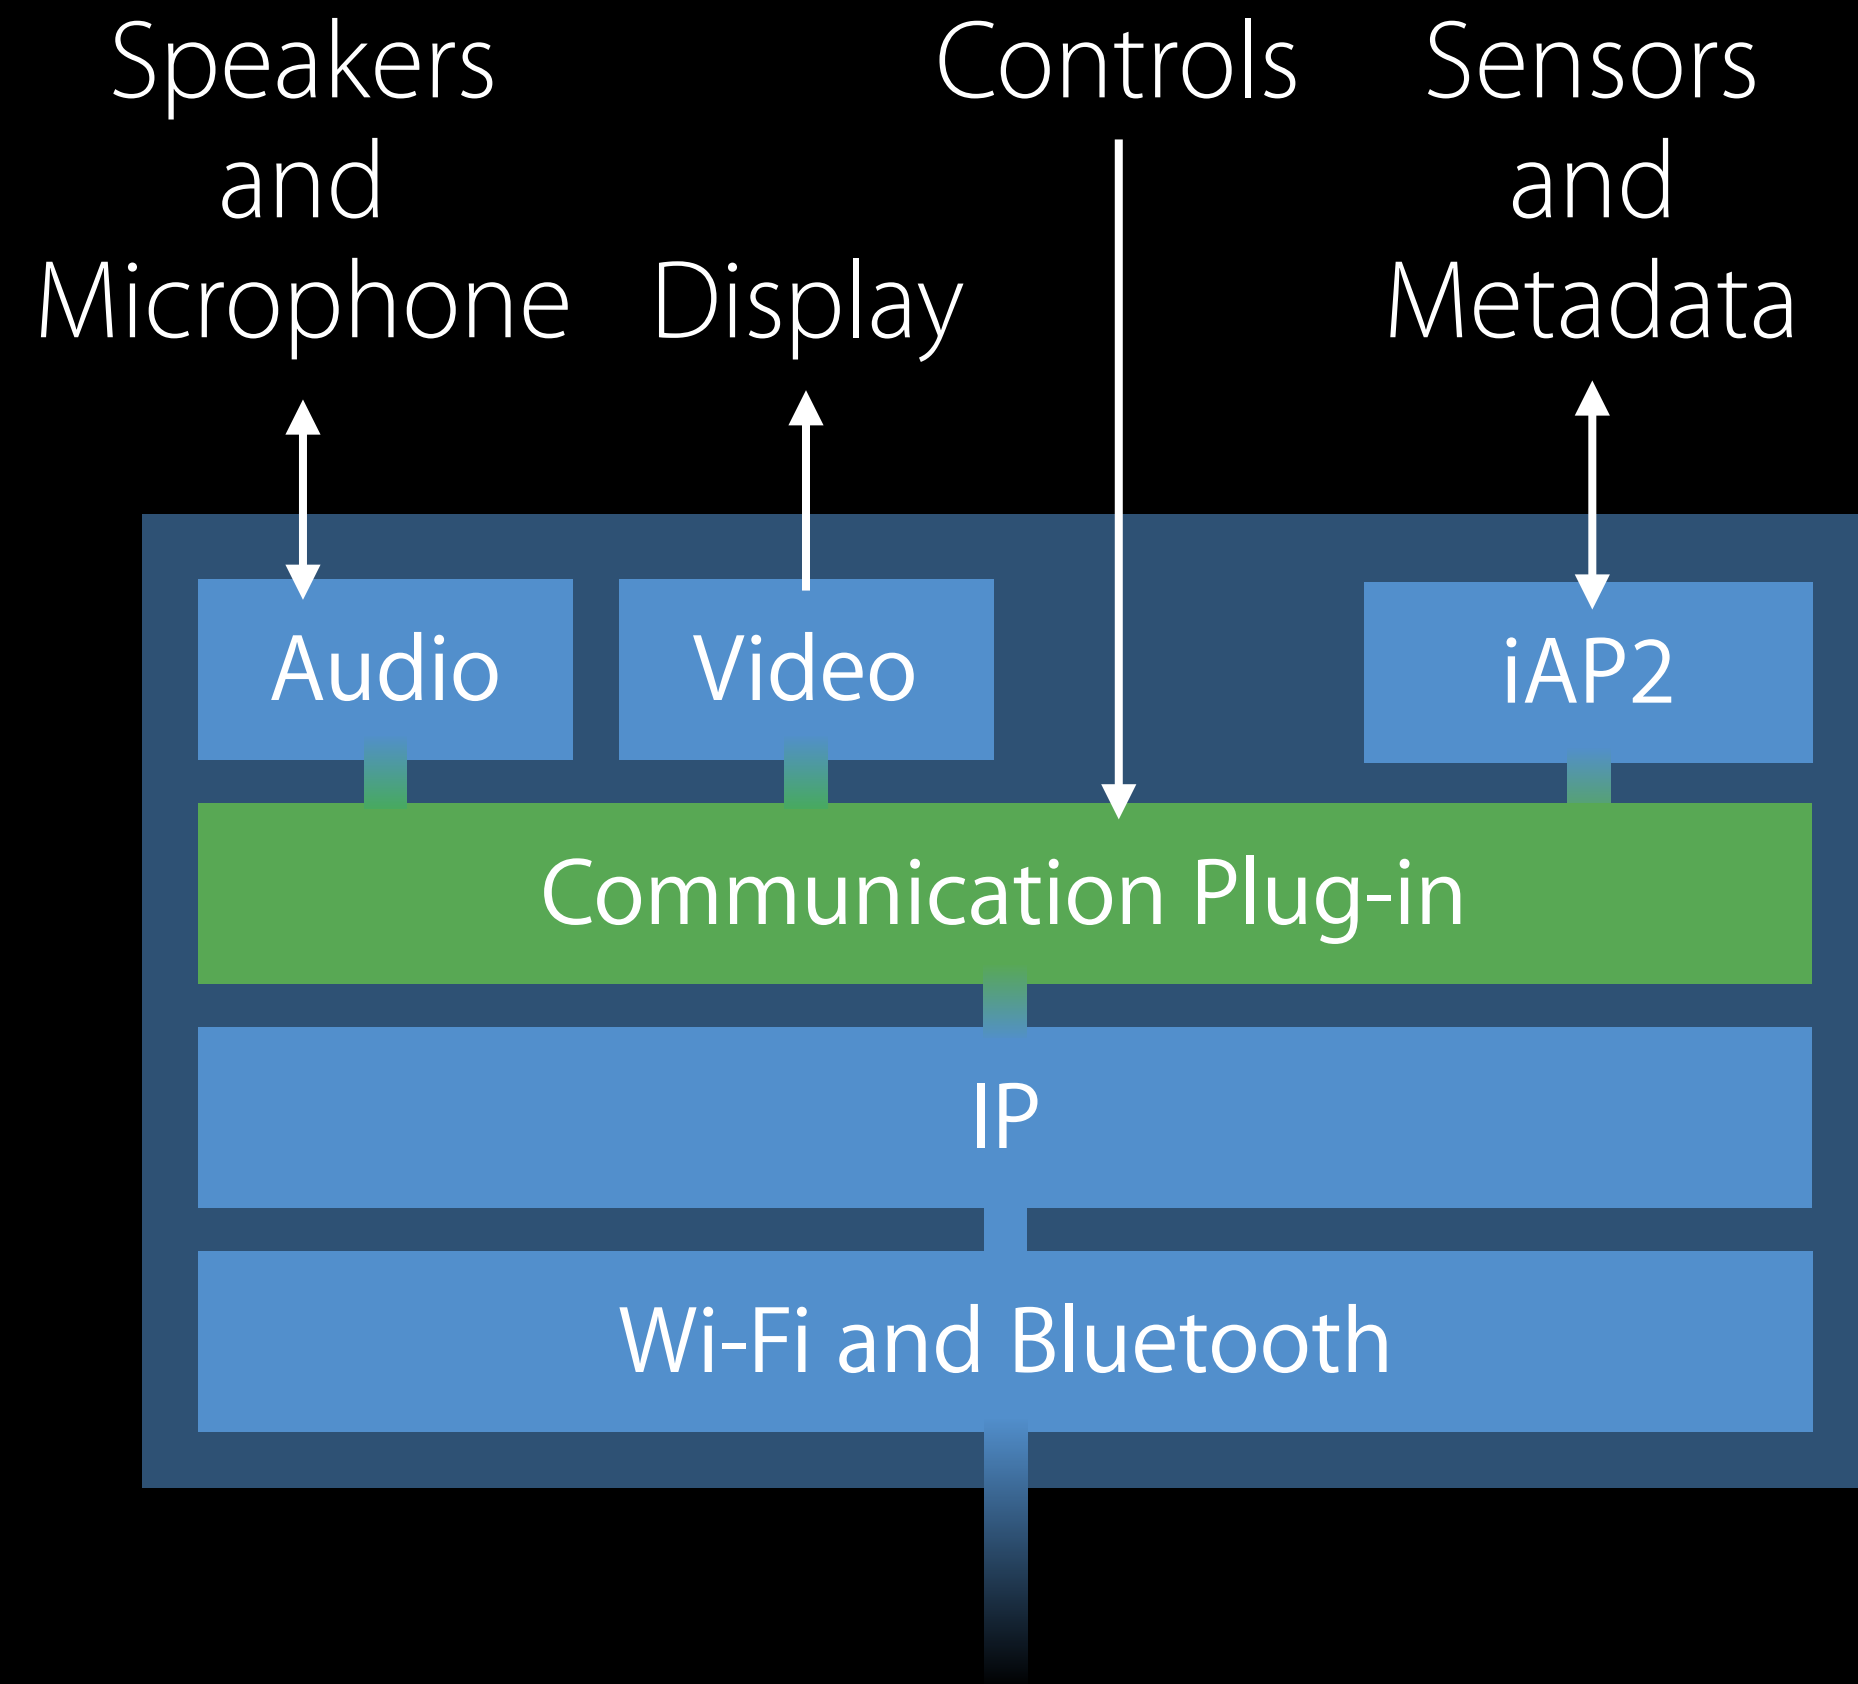 Speakers
and
Microphone
Display
Controls
Sensors
and
Metadata
Audio
Video
iAP2
Communication Plug-in
IP
Wi-Fi and Bluetooth